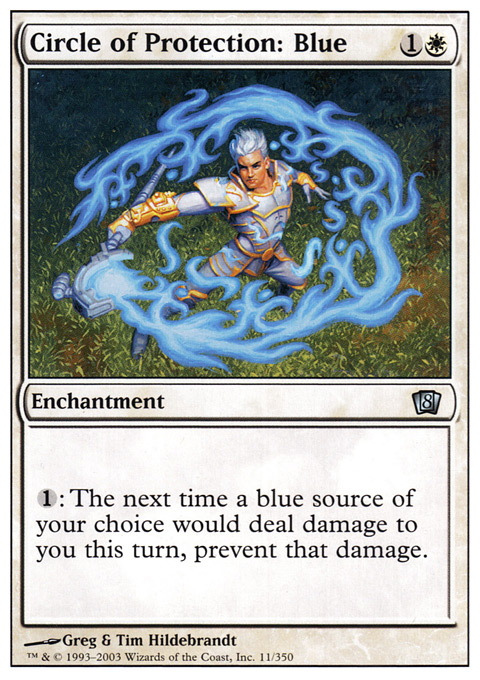 Circle of Protection: Blue 1
Enchantment 8
1: The next time a blue source of
your choice would deal damage to
you this turn, prevent that damage.
Greg & Tim Hildebrandt
™ & © 1993–2003 Wizards of the Coast, Inc. 11/350